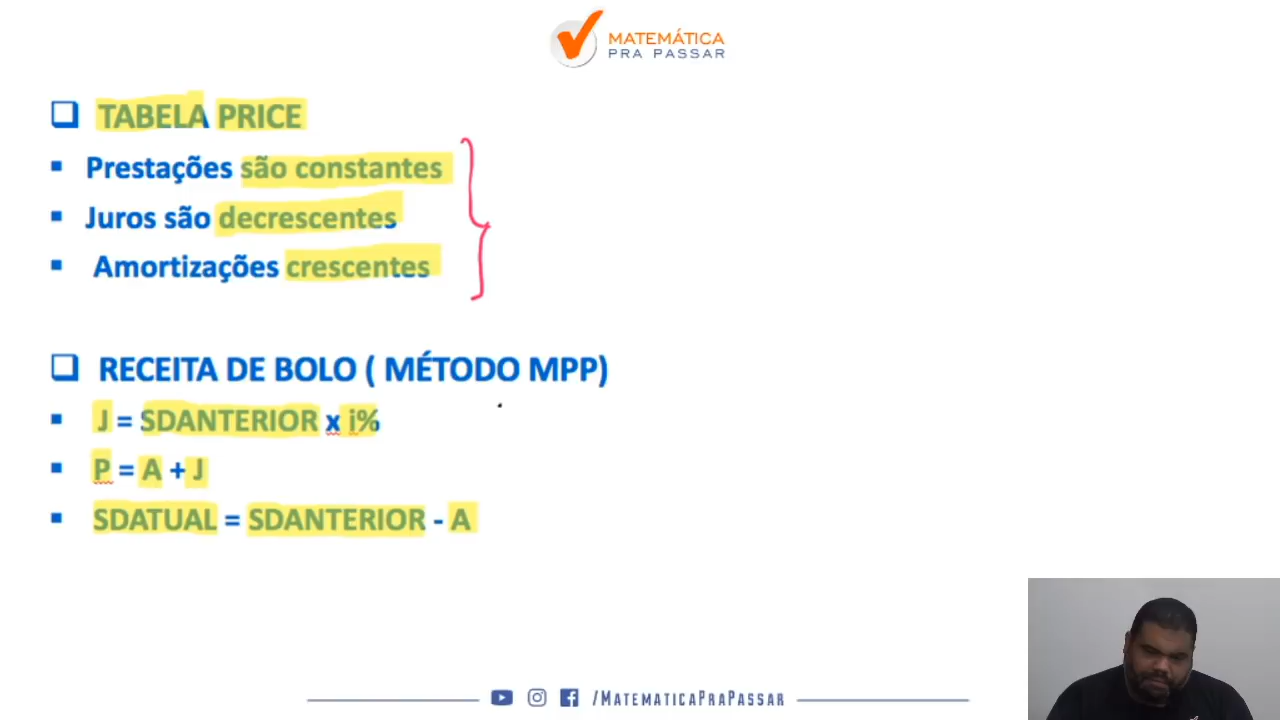 MATEMÁTICA
PRA PASSAR
TABELA PRICE
Prestações são constantes
Juros são decrescentes
Amortizações crescentes
RECEITA DE BOLO ( MÉTODO MPP)
J = SDANTERIOR x i%
P = A + J
SDATUAL = SDANTERIOR - A
/MATEMATICAPRAPASSAR